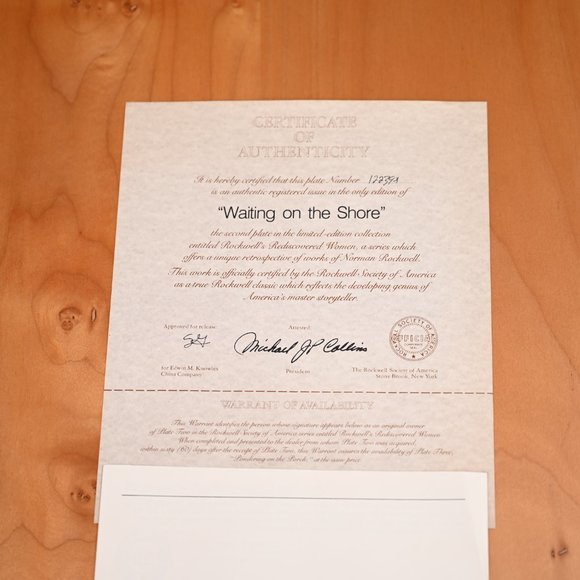 CERTIFICATE
OF
AUTHENTICITY
It is hereby certified that this plate Number
is an authentic registered issue in the only edition of
"Waiting on the Shore"
the second plate in the limited-edition collection
entitled Rockwell's Rediscovered Women, a series which
offers a unique retrospective of works of Norman Rockwell.
This work is officially certified by the Rockwell Society of America
as a true Rockwell classic which reflects the developing genius of
America's master storyteller.
Approved for release
Attested
Michael JP Collins
for Edwin M. Knowles
China Company
President
The Rockwell Society of America
Stony Brook, New York
ROCKWELL SOCIETY OF AMERICA
OFFICIAL
WARRANT OF AVAILABILITY
This Warrant identifies the person whose signature appears below as an original owner
of Plate Two in the Rockwell Society of America series entitled Rockwell's Rediscovered Women.
When completed and presented to the dealer from whom Plate Two was acquired,
within sixty (60) days after the receipt of Plate Two, this Warrant assures the availability of Plate Three,
"Pondering on the Porch," at the issue price.